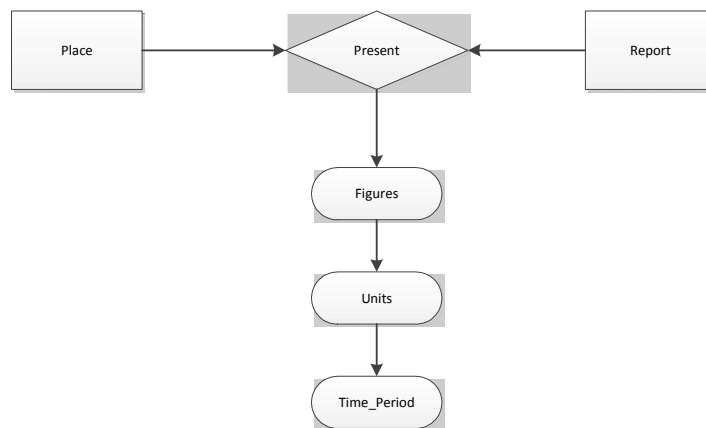 Place
Present
Report
Figures
Units
Time_Period